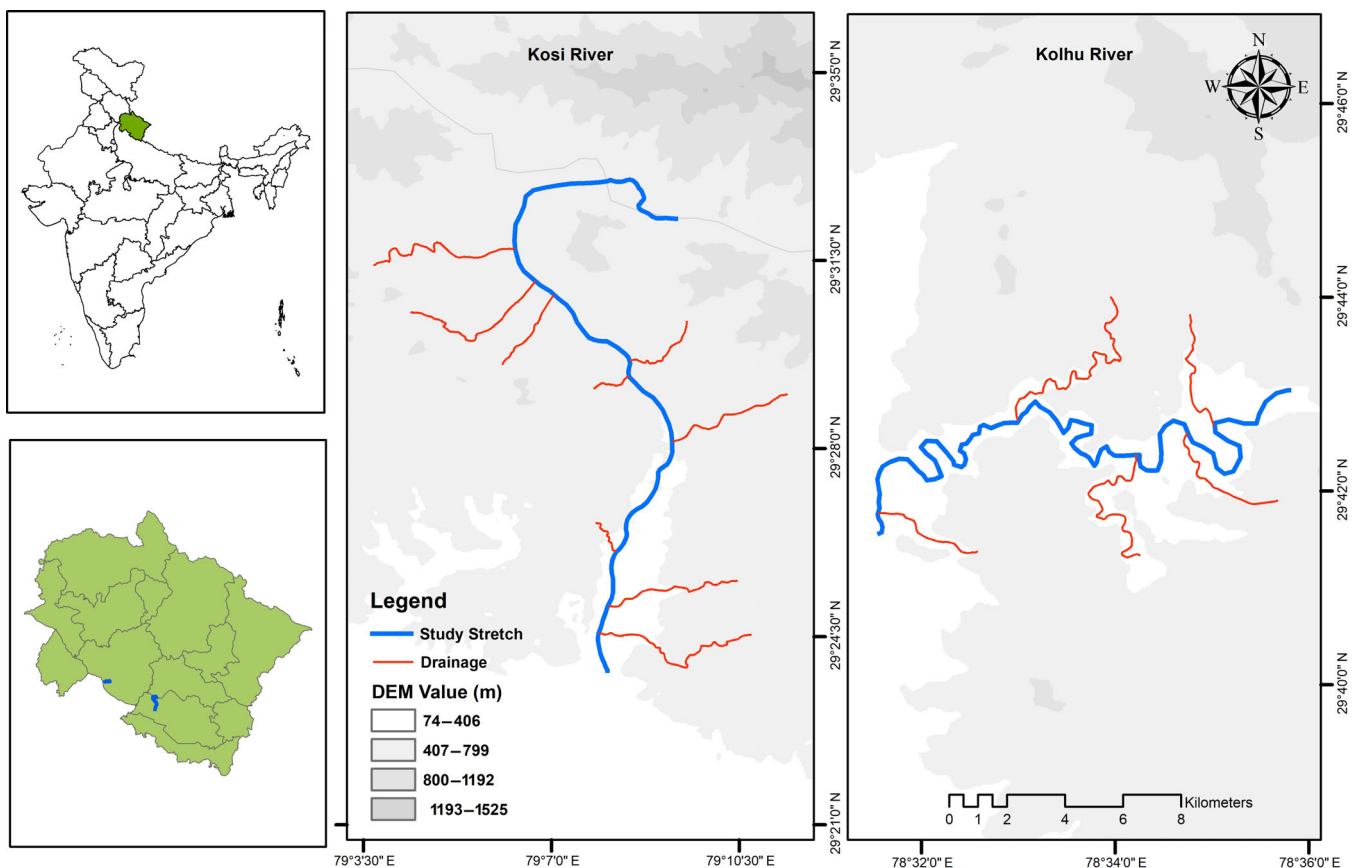 Kosi River
Kolhu River
N
W
E
S
29°35'0" N
29°31'30" N
29°28'0" N
29°24'30" N
29°21'0" N
29°46'0" N
29°44'0" N
29°42'0" N
29°40'0" N
Legend
Study Stretch
Drainage
DEM Value (m)
74–406
407–799
800–1192
1193–1525
Kilometers
0 1 2 4 6 8
79°3'30" E
79°7'0" E
79°10'30" E
78°32'0" E
78°34'0" E
78°36'0" E